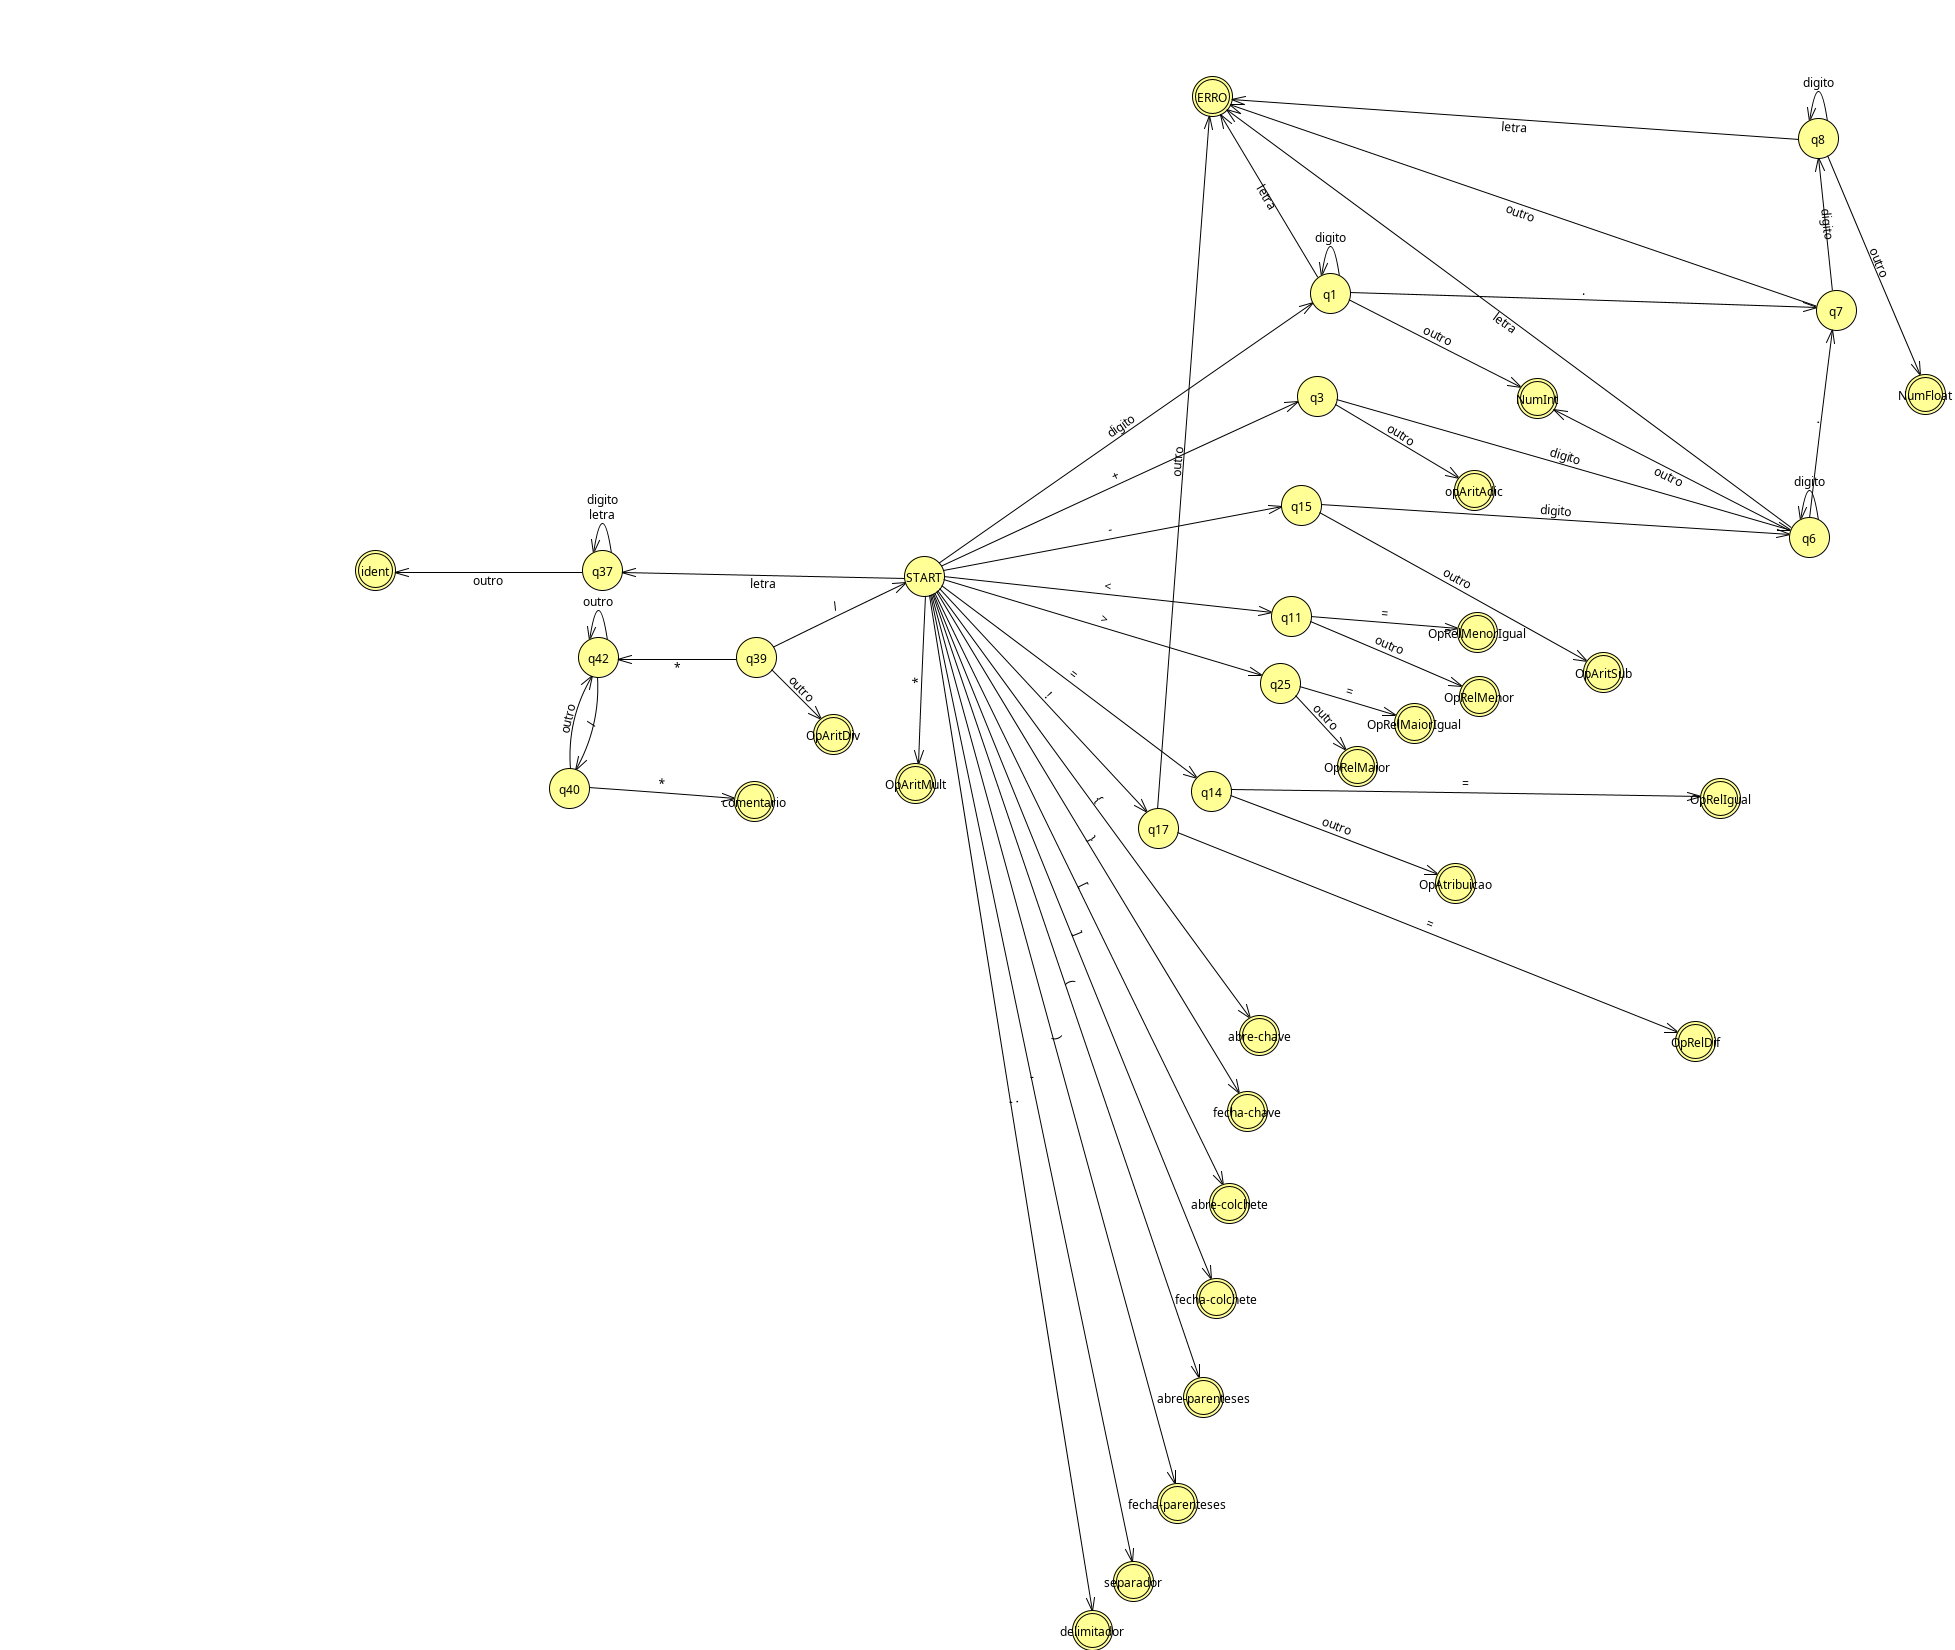 digito
ERRO
q8
letra
letra
outro
digito
digito
outro
q1
.
q7
letra
outro
q3
NumInt
NumFloat
digito
outro
.
outro
digito
outro
+
opAritAdic
digito
digito
letra
q15
digito
-
q6
ident
q37
START
outro
letra
<
outro
outro
/
>
q11
=
OpRelMenorIgual
q42
q39
*
outro
outro
=
q25
=
OpAritSub
outro
*
!
OpRelMenor
outro
/
outro
OpRelMaiorIgual
OpAritDiv
OpRelMaior
q40
*
comentario
OpAritMult
{
q14
=
OpRelIgual
q17
outro
}
[
OpAtribuicao
]
=
(
abre-chave
)
OpRelDif
fecha-chave
;
abre-colchete
fecha-colchete
abre-parenteses
fecha-parenteses
separador
delimitador